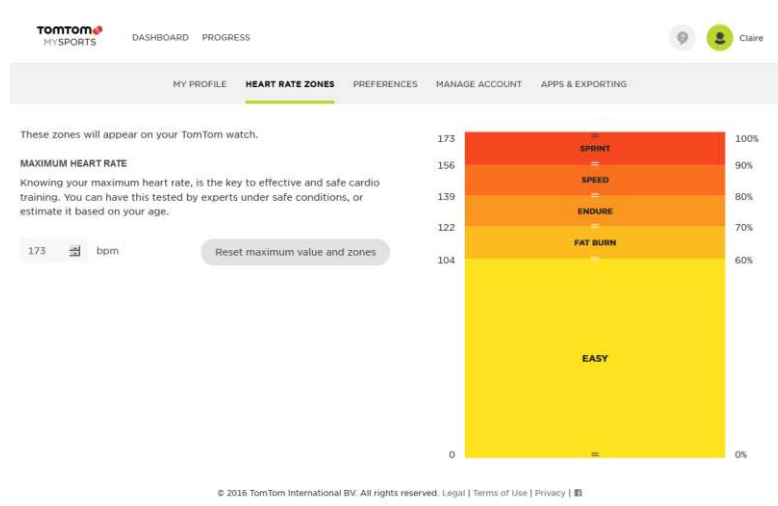 TOMTOM
MYSPORTS
DASHBOARD PROGRESS
Claire
MY PROFILE HEART RATE ZONES PREFERENCES MANAGE ACCOUNT APPS & EXPORTING
These zones will appear on your TomTom watch.
MAXIMUM HEART RATE
Knowing your maximum heart rate, is the key to effective and safe cardio
training. You can have this tested by experts under safe conditions, or
estimate it based on your age.
173 bpm
Reset maximum value and zones
173 100%
SPRINT
156 90%
SPEED
139 80%
ENDURE
122 70%
FAT BURN
104 60%
EASY
0 0%
© 2016 TomTom International BV. All rights reserved. Legal | Terms of Use | Privacy |